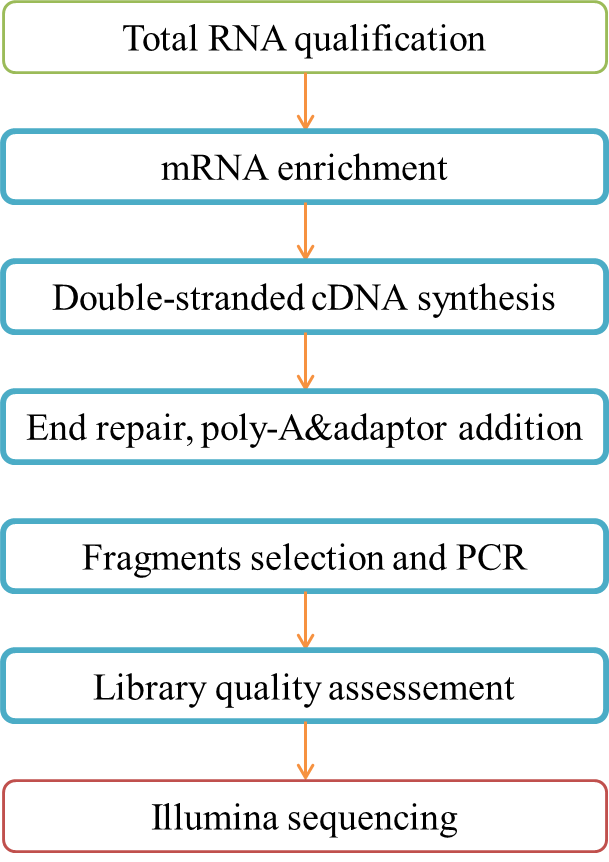 Total RNA qualification
mRNA enrichment
Double-stranded cDNA synthesis
End repair, poly-A&adaptor addition
Fragments selection and PCR
Library quality assessement
Illumina sequencing